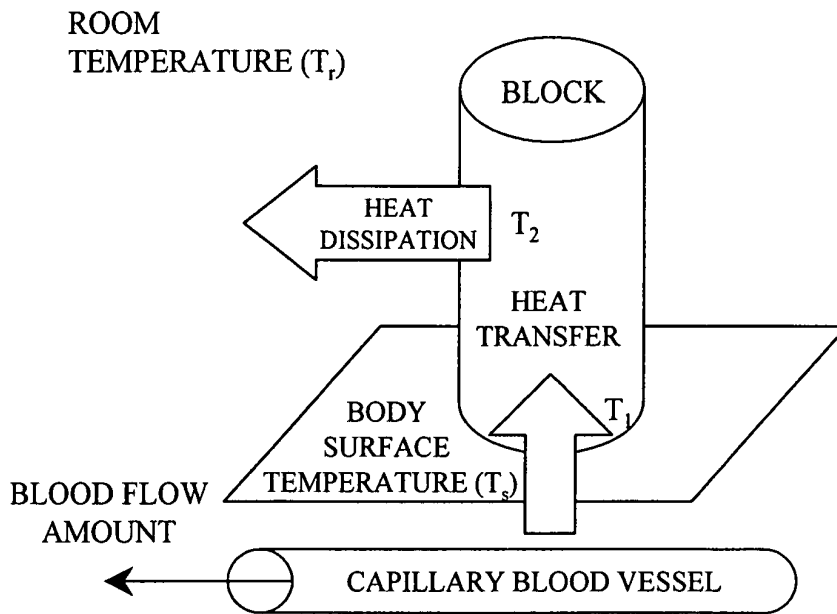 ROOM
TEMPERATURE (Tr)
BLOCK
HEAT
DISSIPATION
T2
HEAT
TRANSFER
T1
BODY
SURFACE
TEMPERATURE (Ts)
BLOOD FLOW
AMOUNT
CAPILLARY BLOOD VESSEL